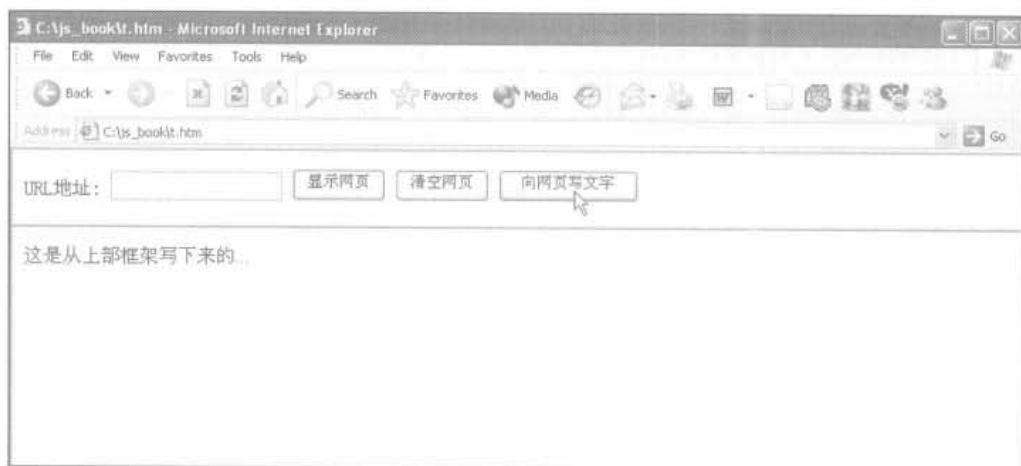 C:\js_book\t.htm - Microsoft Internet Explorer
File Edit View Favorites Tools Help
Back Search Favorites Media
Address C:\js_book\t.htm Go
URL地址: 显示网页 清空网页 向网页写文字
这是从上部框架写下来的...